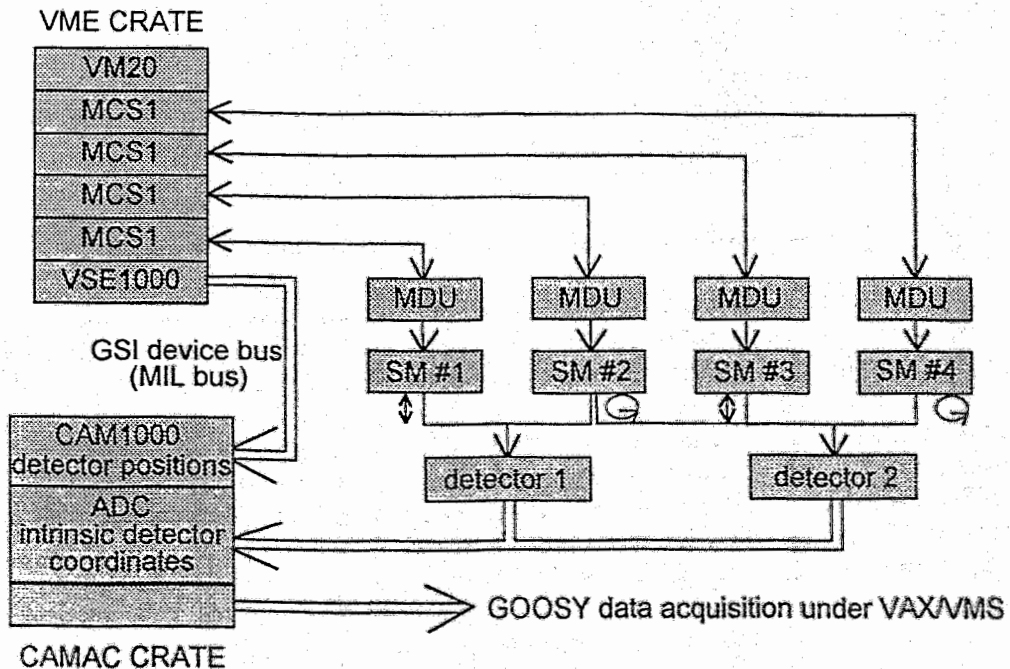 VME CRATE
VM20
MCS1
MCS1
MCS1
MCS1
VSE1000
MDU
MDU
MDU
MDU
GSI device bus
(MIL bus)
SM #1
SM #2
SM #3
SM #4
CAM1000
detector positions
detector 1
detector 2
ADC
intrinsic detector
coordinates
GOOSY data acquisition under VAX/VMS
CAMAC CRATE